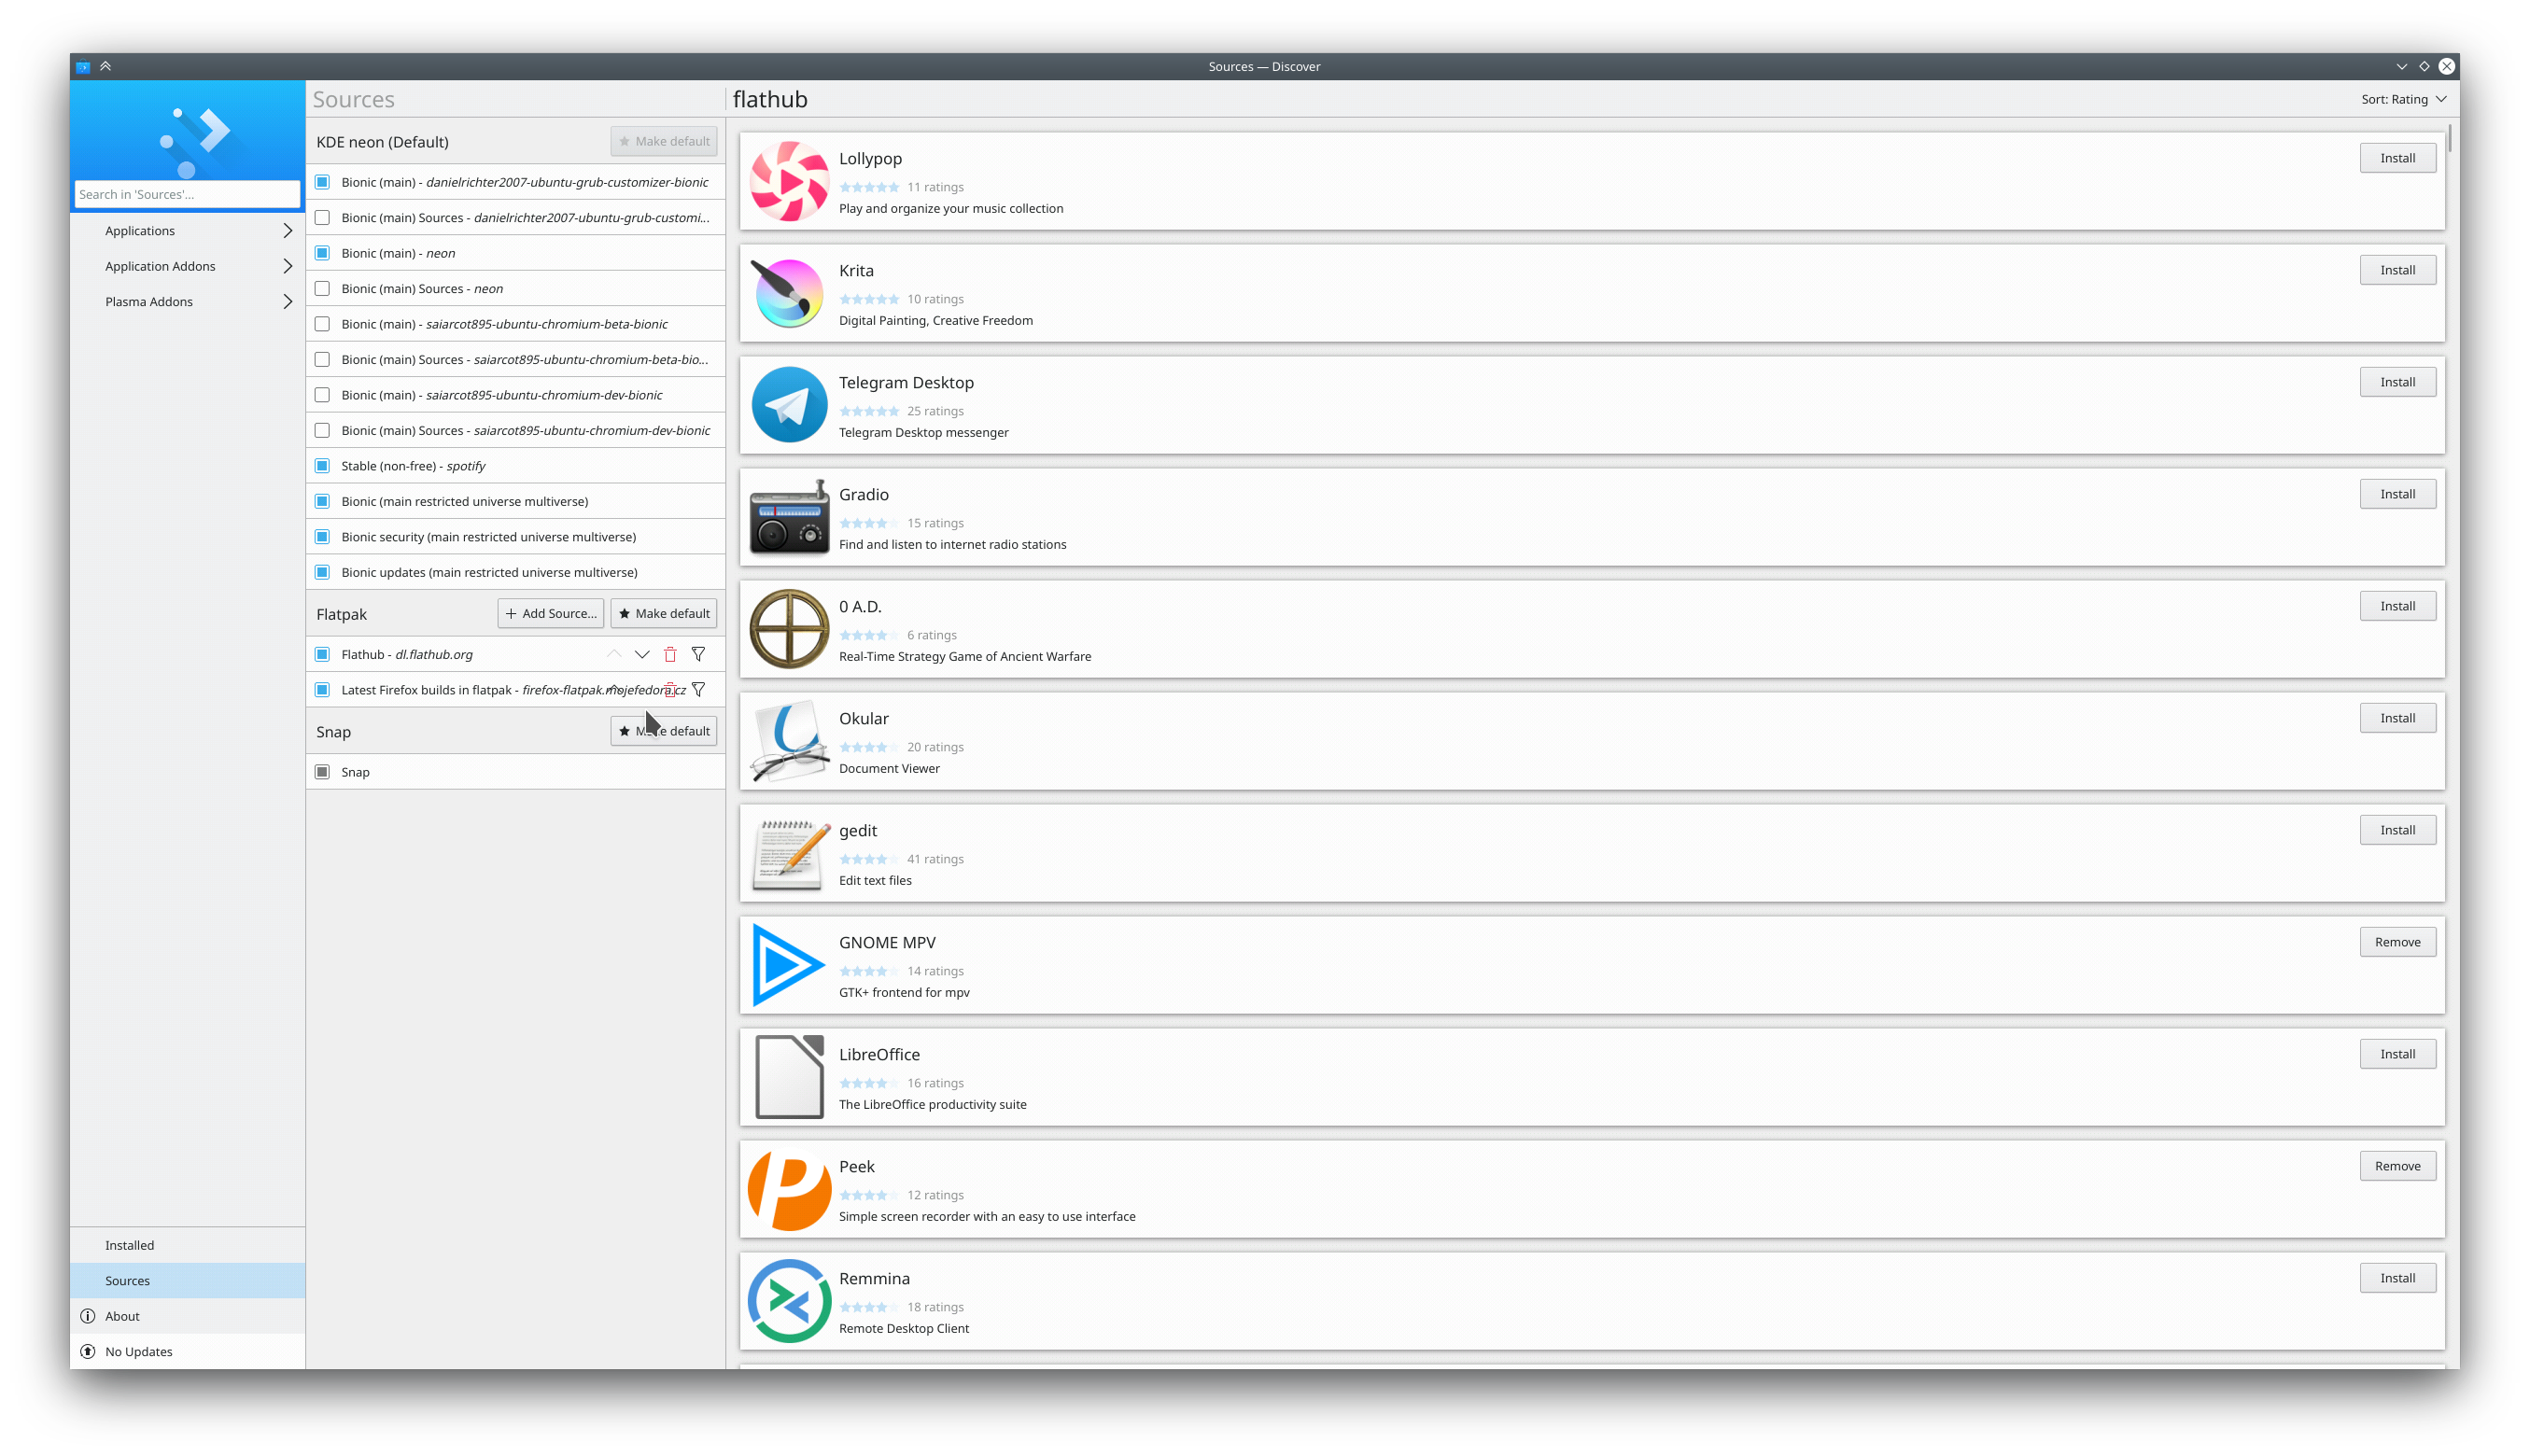 Sources — Discover
Search in 'Sources'...
Applications
Application Addons
Plasma Addons
Installed
Sources
About
No Updates
Sources
KDE neon (Default)
Make default
Bionic (main) - danielrichter2007-ubuntu-grub-customizer-bionic
Bionic (main) Sources - danielrichter2007-ubuntu-grub-customi...
Bionic (main) - neon
Bionic (main) Sources - neon
Bionic (main) - saiarcot895-ubuntu-chromium-beta-bionic
Bionic (main) Sources - saiarcot895-ubuntu-chromium-beta-bio...
Bionic (main) - saiarcot895-ubuntu-chromium-dev-bionic
Bionic (main) Sources - saiarcot895-ubuntu-chromium-dev-bionic
Stable (non-free) - spotify
Bionic (main restricted universe multiverse)
Bionic security (main restricted universe multiverse)
Bionic updates (main restricted universe multiverse)
Flatpak
Add Source...
Make default
Flathub - dl.flathub.org
Latest Firefox builds in flatpak - firefox-flatpak.mojefedora.cz
Snap
Make default
Snap
flathub
Sort: Rating
Lollypop
Install
11 ratings
Play and organize your music collection
Krita
Install
10 ratings
Digital Painting, Creative Freedom
Telegram Desktop
Install
25 ratings
Telegram Desktop messenger
Gradio
Install
15 ratings
Find and listen to internet radio stations
0 A.D.
Install
6 ratings
Real-Time Strategy Game of Ancient Warfare
Okular
Install
20 ratings
Document Viewer
gedit
Install
41 ratings
Edit text files
GNOME MPV
Remove
14 ratings
GTK+ frontend for mpv
LibreOffice
Install
16 ratings
The LibreOffice productivity suite
Peek
Remove
12 ratings
Simple screen recorder with an easy to use interface
Remmina
Install
18 ratings
Remote Desktop Client